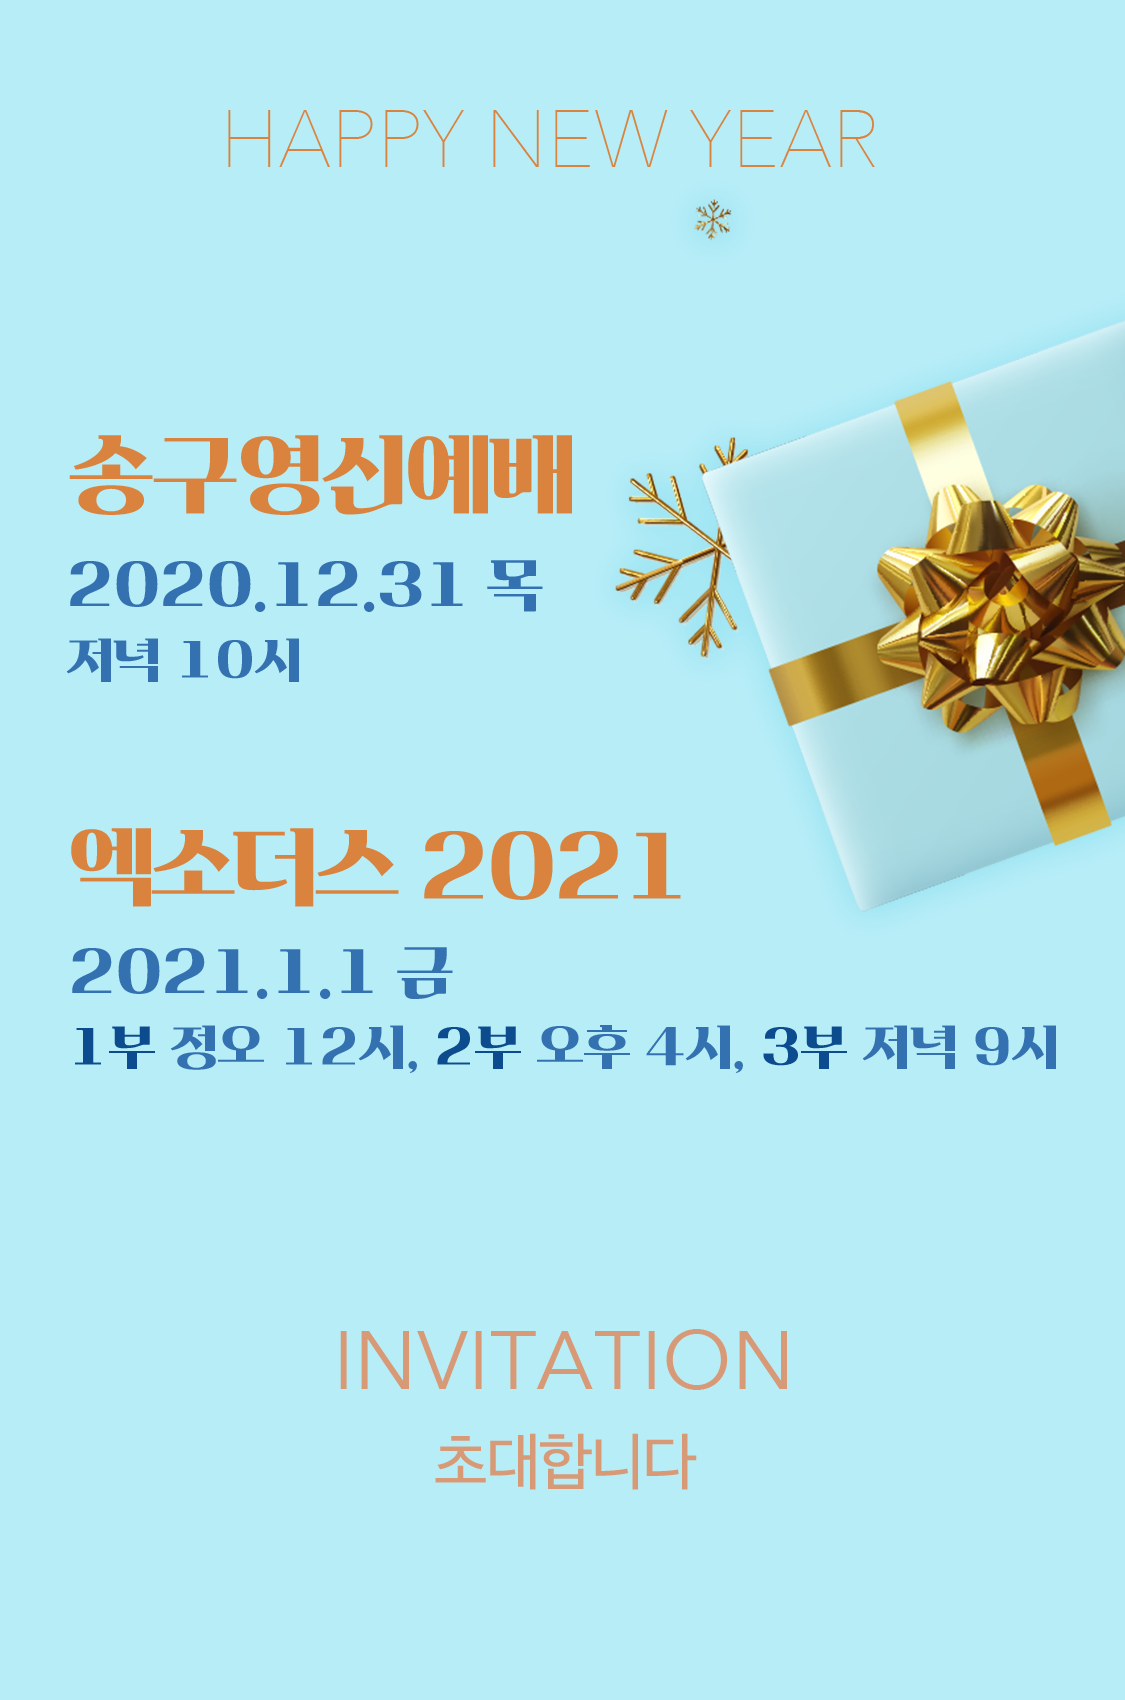 HAPPY NEW YEAR
송구영신예배
2020.12.31 목
저녁 10시
엑소더스 2021
2021.1.1 금
1부 정오 12시, 2부 오후 4시, 3부 저녁 9시
INVITATION
초대합니다